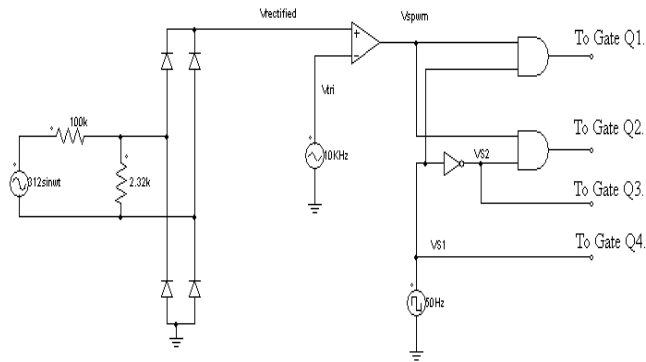 Vrectified
Vspwm
To Gate Q1.
Vtri
100k
To Gate Q2.
VS2
10KHz
312sinwt
2.32k
To Gate Q3.
VS1
To Gate Q4.
50Hz